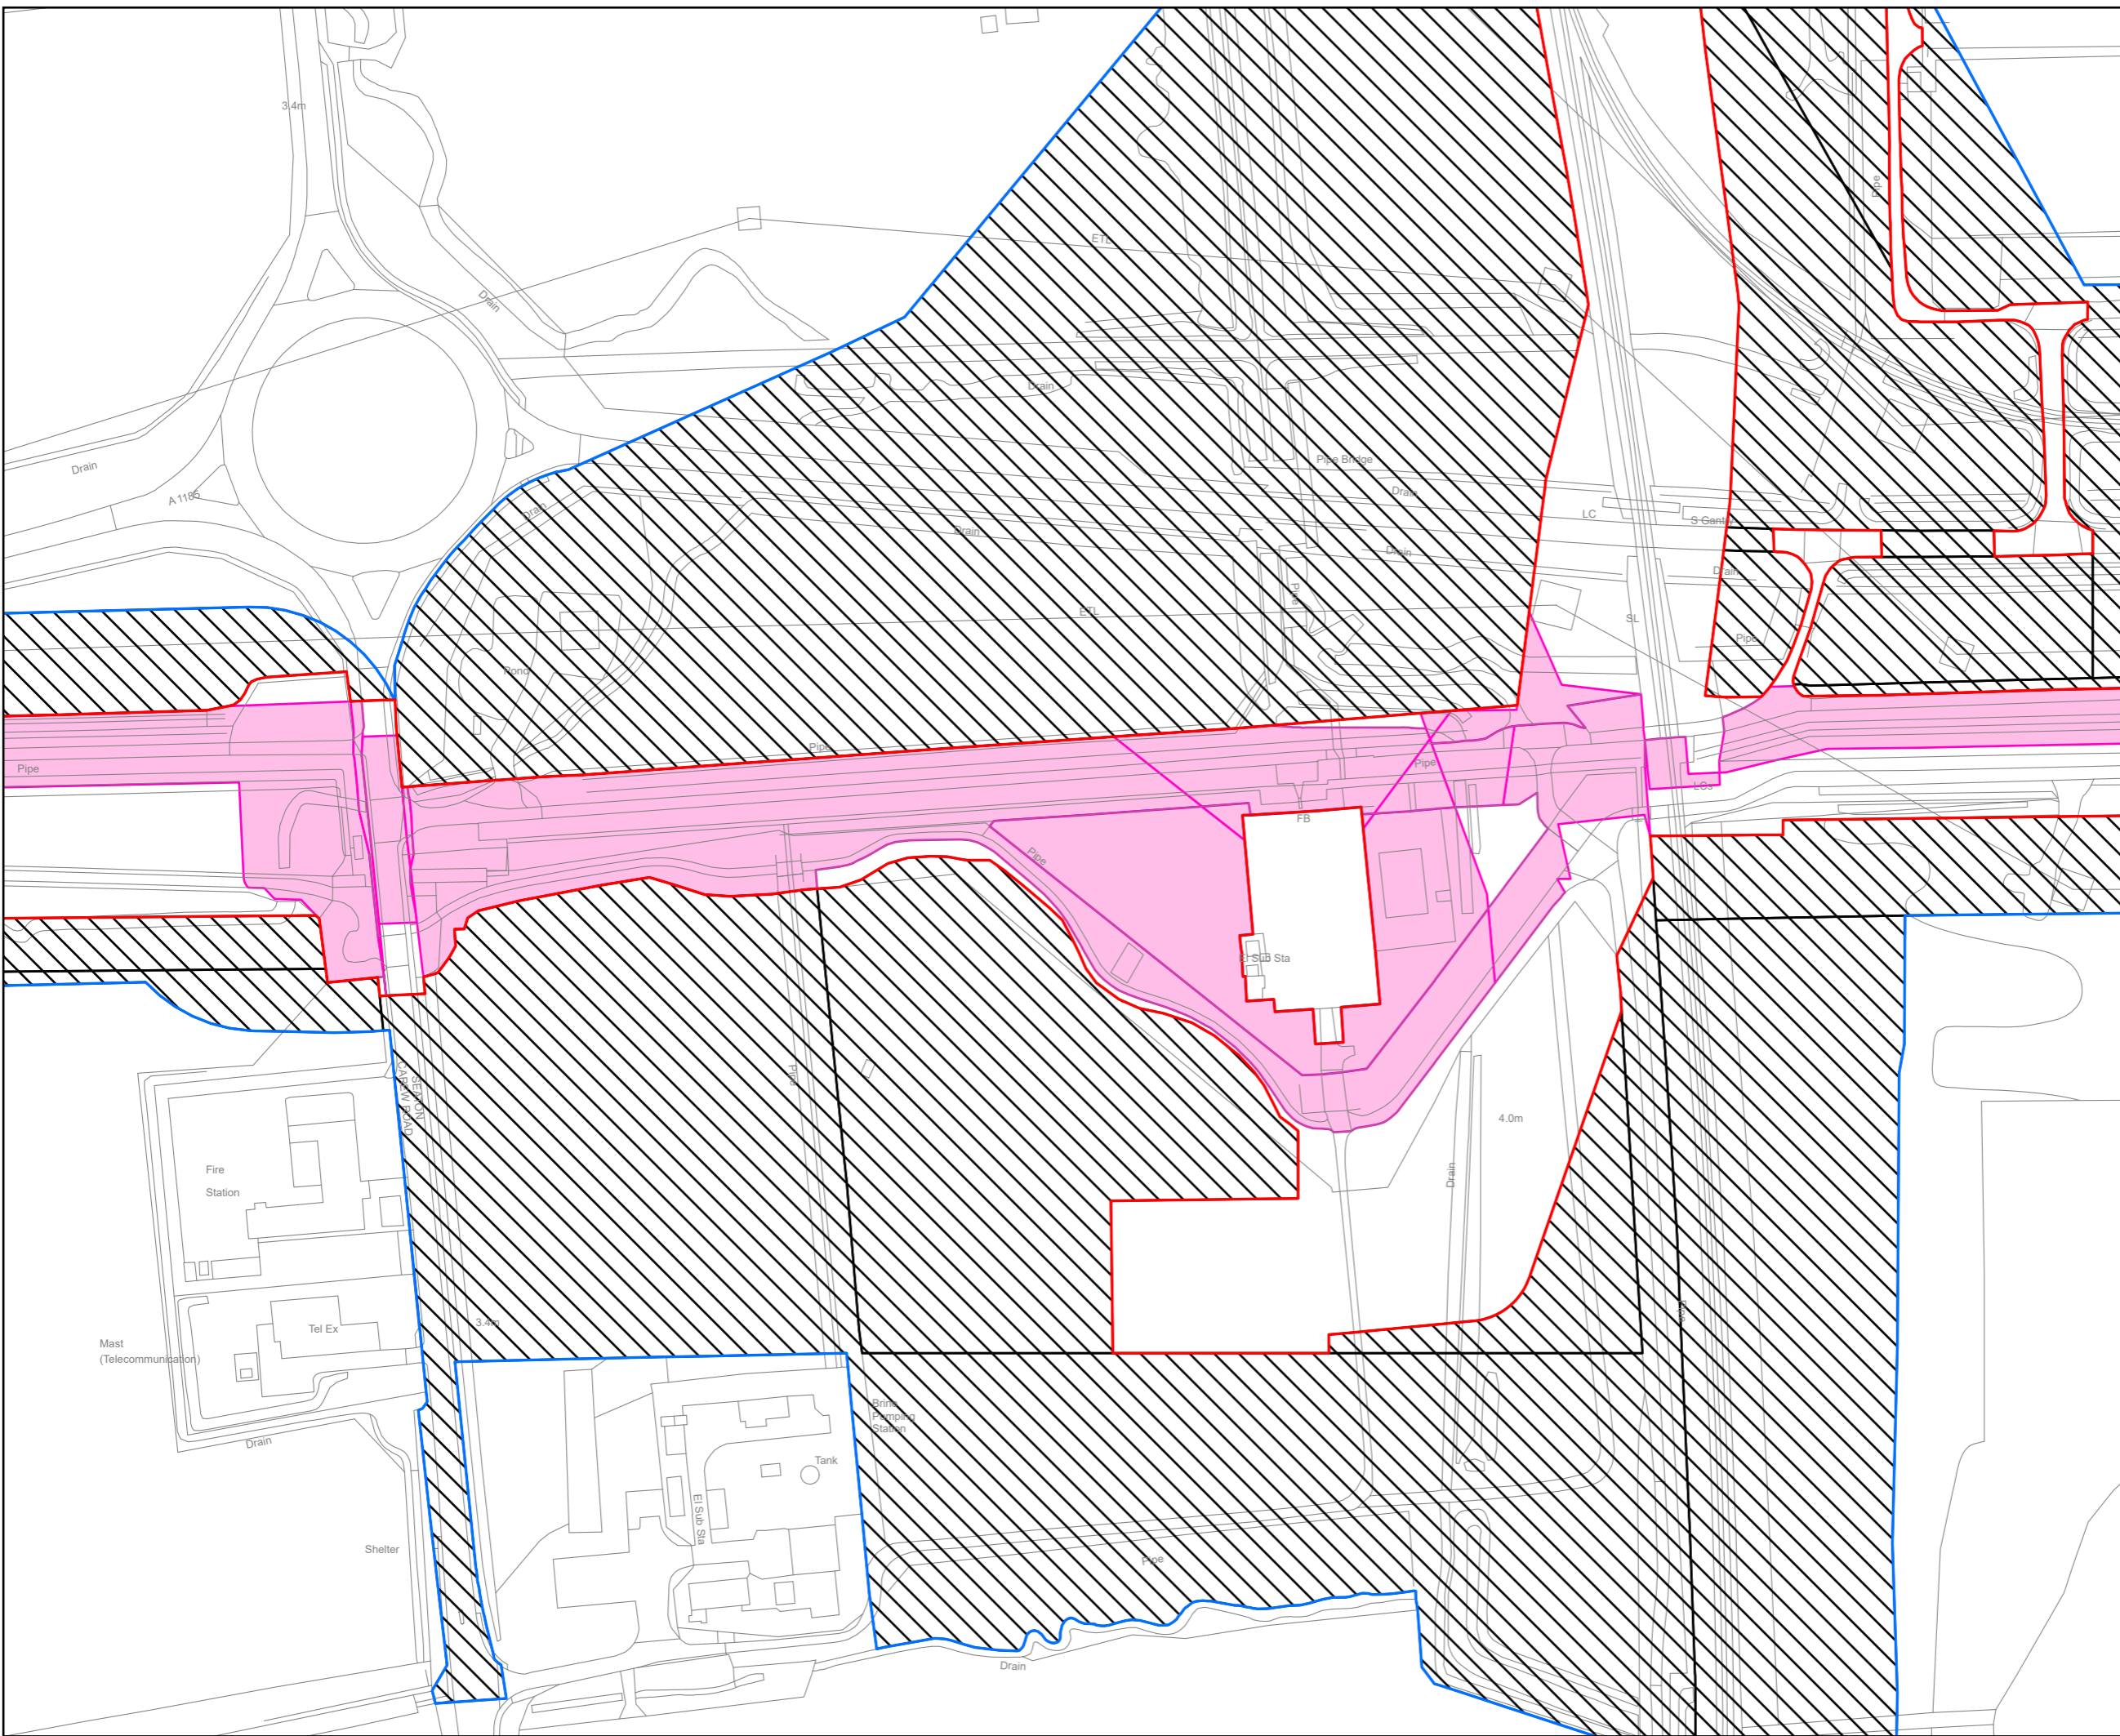 3.4m
Pipe
Drain
ETL
Drain
Drain
Pipe Bridge
Drain
A 1185
Drain
LC
S Gantry
Drain
Drain
Drain
Pipe
ETL
SL
Pipe
Pond
Pipe
Pipe
Pipe
LCs
FB
Pipe
El Sub Sta
Pipe
SEATON
CAREW ROAD
4.0m
Drain
Fire
Station
Pipe
3.4m
Tel Ex
Mast
(Telecommunication)
Brine
Pumping
Station
Drain
Tank
El Sub Sta
Shelter
Pipe
Drain